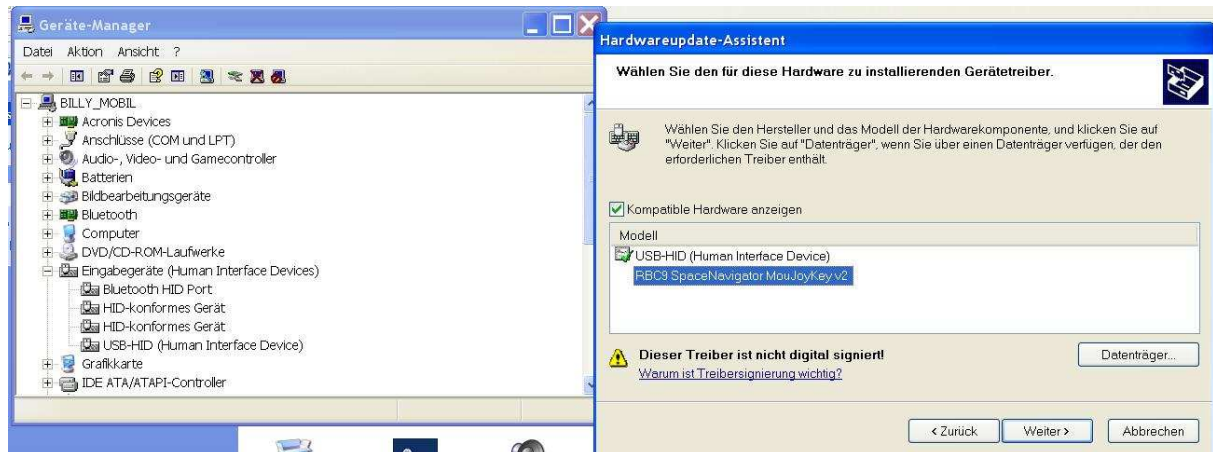 Geräte-Manager
Datei Aktion Ansicht ?
BILLY_MOBIL
Acronis Devices
Anschlüsse (COM und LPT)
Audio-, Video- und Gamecontroller
Batterien
Bildbearbeitungsgeräte
Bluetooth
Computer
DVD/CD-ROM-Laufwerke
Eingabegeräte (Human Interface Devices)
Bluetooth HID Port
HID-konformes Gerät
HID-konformes Gerät
USB-HID (Human Interface Device)
Grafikkarte
IDE ATA/ATAPI-Controller
Hardwareupdate-Assistent
Wählen Sie den für diese Hardware zu installierenden Gerätetreiber.
Wählen Sie den Hersteller und das Modell der Hardwarekomponente, und klicken Sie auf
"Weiter". Klicken Sie auf "Datenträger", wenn Sie über einen Datenträger verfügen, der den
erforderlichen Treiber enthält.
Kompatible Hardware anzeigen
Modell
USB-HID (Human Interface Device)
RBC9 SpaceNavigator MouJoyKey v2
Dieser Treiber ist nicht digital signiert!
Warum ist Treibersignierung wichtig?
Datenträger...
< Zurück Weiter > Abbrechen